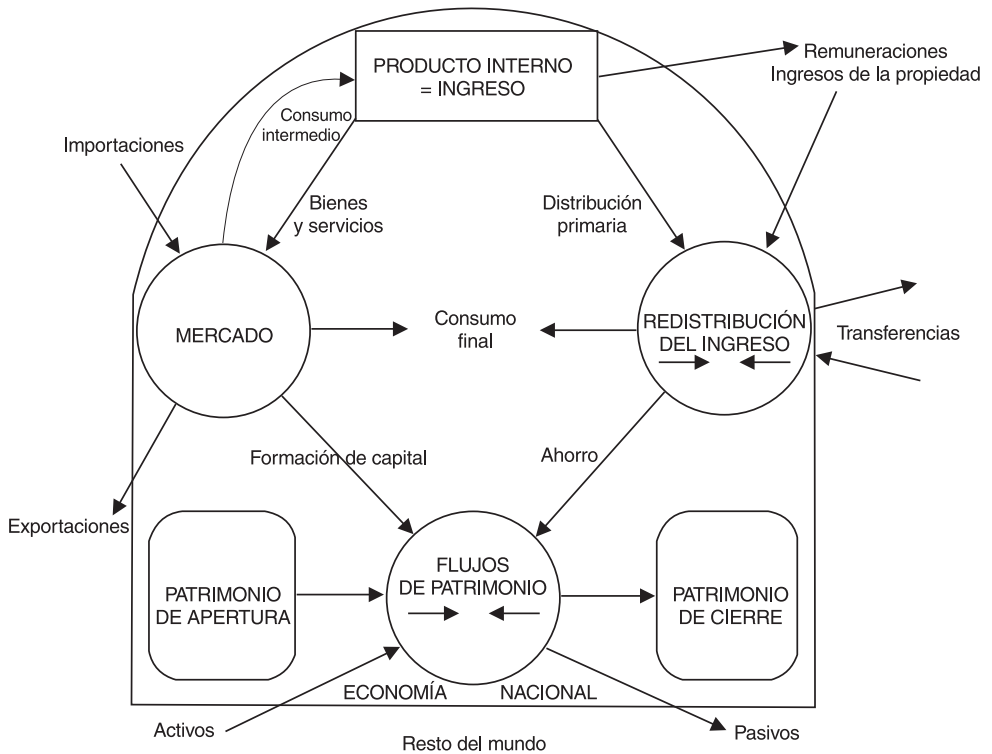 PRODUCTO INTERNO
= INGRESO
Remuneraciones
Ingresos de la propiedad
Consumo
intermedio
Importaciones
Bienes
y servicios
Distribución
primaria
MERCADO
Consumo
final
REDISTRIBUCIÓN
DEL INGRESO
Transferencias
Formación de capital
Ahorro
Exportaciones
PATRIMONIO
DE APERTURA
FLUJOS
DE PATRIMONIO
PATRIMONIO
DE CIERRE
ECONOMÍA NACIONAL
Activos
Pasivos
Resto del mundo